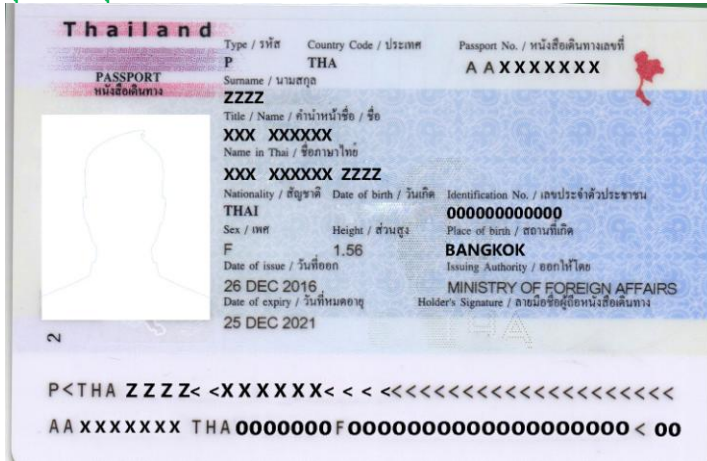 Thailand
Type / รหัส Country Code / ประเทศ Passport No. / หนังสือเดินทางเลขที่
P THA A A X X X X X X X
PASSPORT
หนังสือเดินทาง
Surname / นามสกุล
ZZZZ
Title / Name / คำนำหน้าชื่อ / ชื่อ
XXX XXXXXX
Name in Thai / ชื่อภาษาไทย
XXX XXXXXX ZZZZ
Nationality / สัญชาติ Date of birth / วันเกิด Identification No. / เลขประจำตัวประชาชน
THAI 000000000000
Sex / เพศ Height / ส่วนสูง Place of birth / สถานที่เกิด
F 1.56 BANGKOK
Date of issue / วันที่ออก Issuing Authority / ออกให้โดย
26 DEC 2016 MINISTRY OF FOREIGN AFFAIRS
Date of expiry / วันที่หมดอายุ Holder's Signature / ลายมือชื่อผู้ถือหนังสือเดินทาง
25 DEC 2021
2
P<THA ZZZZ< <XXXXXX< < < <<<<<<<<<<<<<<<<<<<<<
AA XXXXXXX THA 0000000 F 0000000000000000000000 < 00